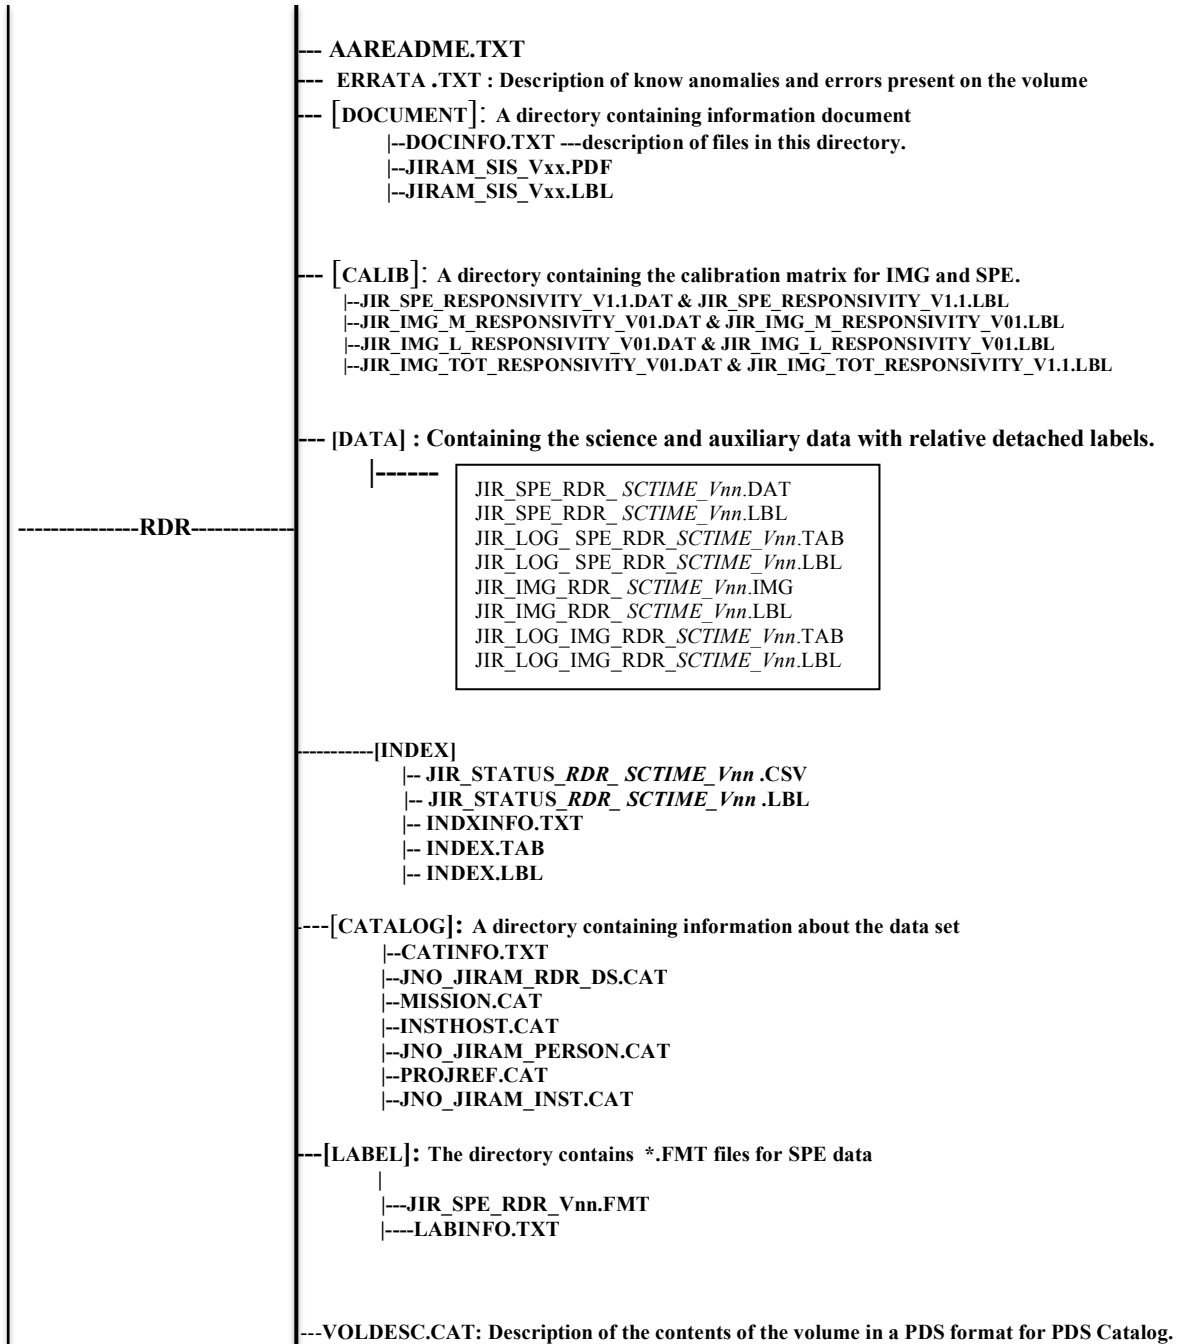 --- AAREADME.TXT
--- ERRATA .TXT : Description of know anomalies and errors present on the volume
--- [DOCUMENT]: A directory containing information document
|--DOCINFO.TXT ---description of files in this directory.
|--JIRAM_SIS_Vxx.PDF
|--JIRAM_SIS_Vxx.LBL
--- [CALIB]: A directory containing the calibration matrix for IMG and SPE.
|--JIR_SPE_RESPONSIVITY_V1.1.DAT & JIR_SPE_RESPONSIVITY_V1.1.LBL
|--JIR_IMG_M_RESPONSIVITY_V01.DAT & JIR_IMG_M_RESPONSIVITY_V01.LBL
|--JIR_IMG_L_RESPONSIVITY_V01.DAT & JIR_IMG_L_RESPONSIVITY_V01.LBL
|--JIR_IMG_TOT_RESPONSIVITY_V01.DAT & JIR_IMG_TOT_RESPONSIVITY_V1.1.LBL
--- [DATA] : Containing the science and auxiliary data with relative detached labels.
|------
JIR_SPE_RDR_ SCTIME_Vnn.DAT
JIR_SPE_RDR_ SCTIME_Vnn.LBL
---------------RDR-------------
JIR_LOG_ SPE_RDR_SCTIME_Vnn.TAB
JIR_LOG_ SPE_RDR_SCTIME_Vnn.LBL
JIR_IMG_RDR_ SCTIME_Vnn.IMG
JIR_IMG_RDR_ SCTIME_Vnn.LBL
JIR_LOG_IMG_RDR_SCTIME_Vnn.TAB
JIR_LOG_IMG_RDR_SCTIME_Vnn.LBL
-----------[INDEX]
|-- JIR_STATUS_RDR_ SCTIME_Vnn .CSV
|-- JIR_STATUS_RDR_ SCTIME_Vnn .LBL
|-- INDXINFO.TXT
|-- INDEX.TAB
|-- INDEX.LBL
----[CATALOG]: A directory containing information about the data set
|--CATINFO.TXT
|--JNO_JIRAM_RDR_DS.CAT
|--MISSION.CAT
|--INSTHOST.CAT
|--JNO_JIRAM_PERSON.CAT
|--PROJREF.CAT
|--JNO_JIRAM_INST.CAT
---[LABEL]: The directory contains *.FMT files for SPE data
|
|---JIR_SPE_RDR_Vnn.FMT
|----LABINFO.TXT
---VOLDESC.CAT: Description of the contents of the volume in a PDS format for PDS Catalog.